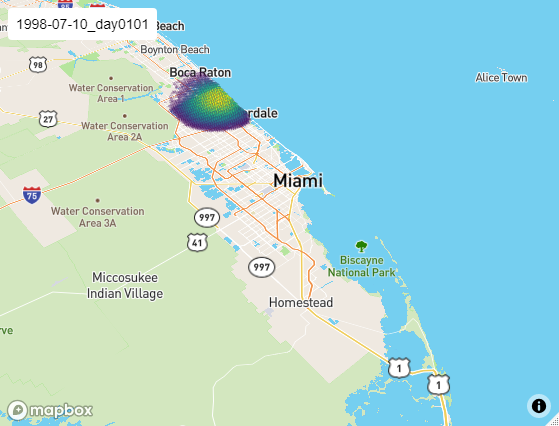 1998-07-10_day0101
95
Beach
Boynton Beach
98
Boca Raton
Alice Town
Water Conservation
Area 1
27
Water Conservation
Area 2A
rdale
Miami
75
Water Conservation
Area 3A
997
41
Biscayne
National Park
997
Miccosukee
Indian Village
Homestead
rve
1
1
mapbox
i